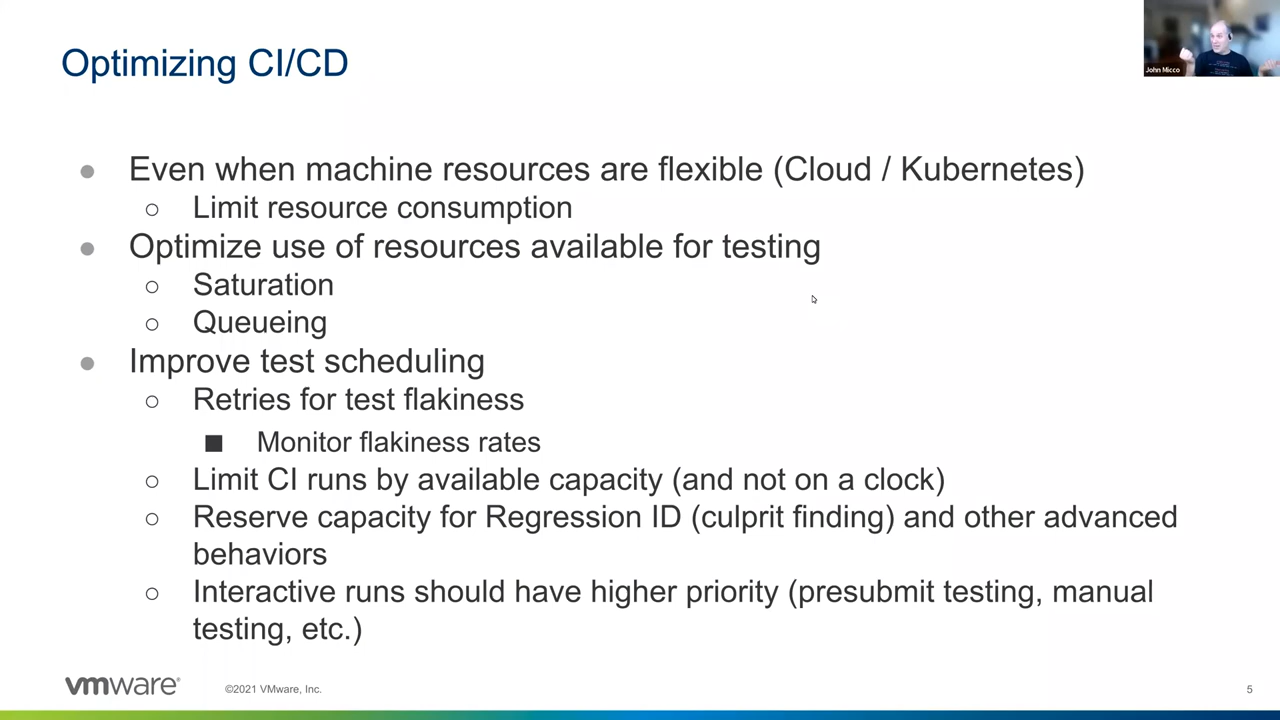 Optimizing CI/CD
John Micco
● Even when machine resources are flexible (Cloud / Kubernetes)
○ Limit resource consumption
● Optimize use of resources available for testing
○ Saturation
○ Queueing
● Improve test scheduling
○ Retries for test flakiness
■ Monitor flakiness rates
○ Limit CI runs by available capacity (and not on a clock)
○ Reserve capacity for Regression ID (culprit finding) and other advanced
behaviors
○ Interactive runs should have higher priority (presubmit testing, manual
testing, etc.)
vmware®
©2021 VMware, Inc.
5